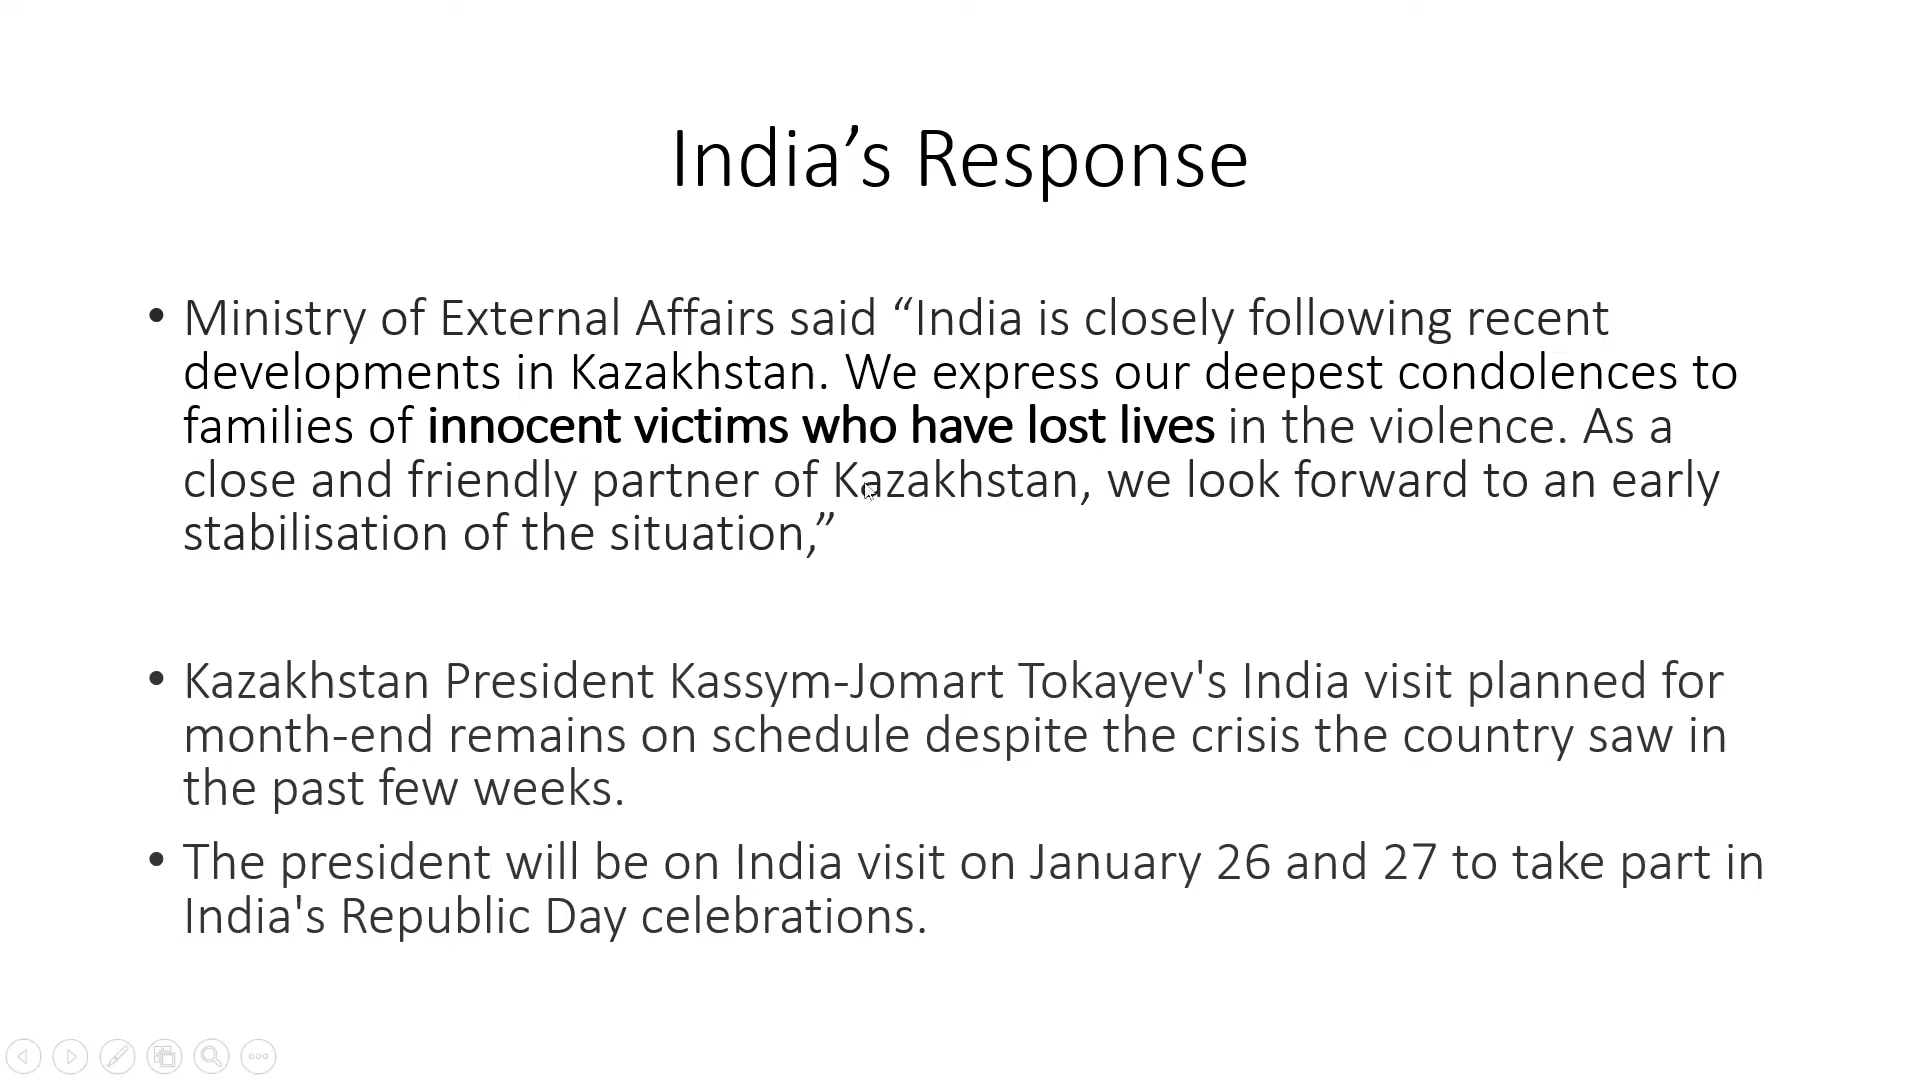 India’s Response
• Ministry of External Affairs said “India is closely following recent
developments in Kazakhstan. We express our deepest condolences to
families of innocent victims who have lost lives in the violence. As a
close and friendly partner of Kazakhstan, we look forward to an early
stabilisation of the situation,”
• Kazakhstan President Kassym-Jomart Tokayev's India visit planned for
month-end remains on schedule despite the crisis the country saw in
the past few weeks.
• The president will be on India visit on January 26 and 27 to take part in
India's Republic Day celebrations.